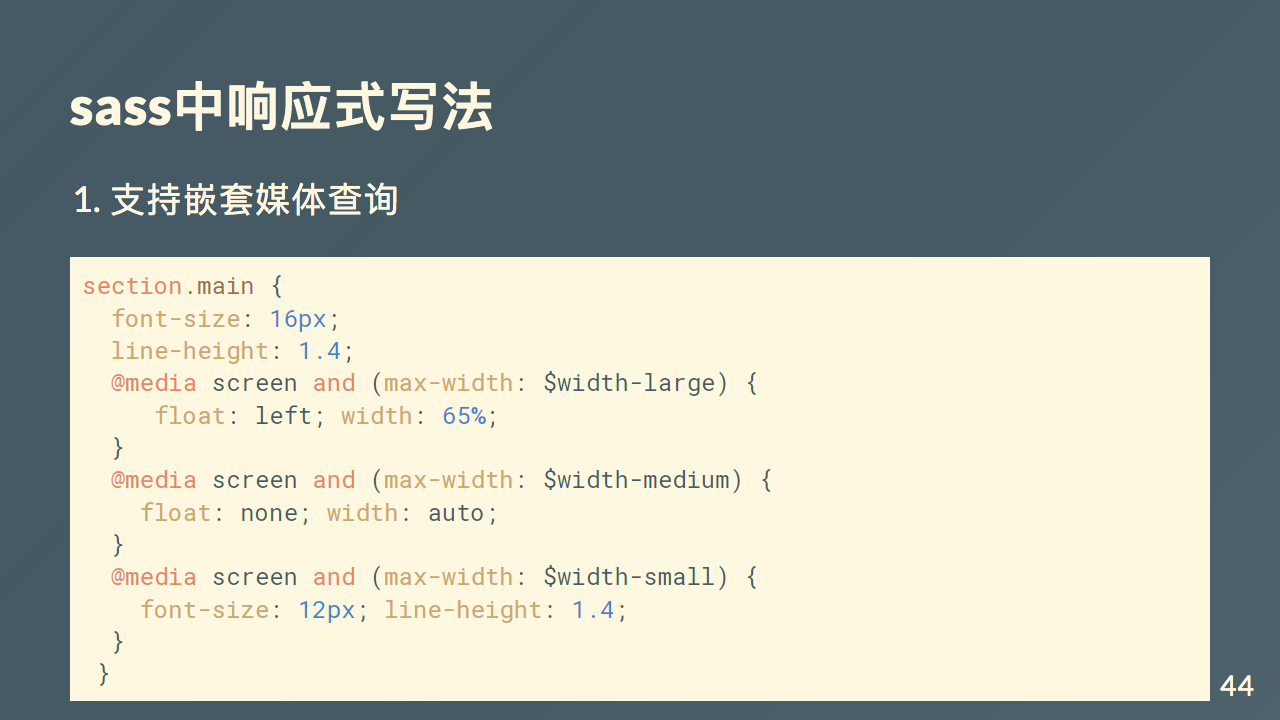 sass中响应式写法
1. 支持嵌套媒体查询
section.main {
  font-size: 16px;
  line-height: 1.4;
  @media screen and (max-width: $width-large) {
     float: left; width: 65%;
  }
  @media screen and (max-width: $width-medium) {
    float: none; width: auto;
  }
  @media screen and (max-width: $width-small) {
    font-size: 12px; line-height: 1.4;
  }
 }
44